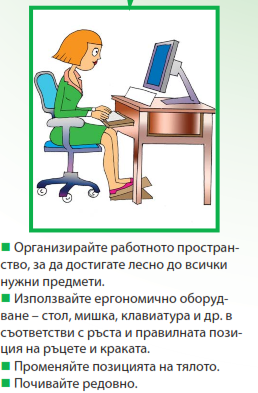 ■ Организирайте работното простран-
ство, за да достигате лесно до всички
нужни предмети.
■ Използвайте ергономично оборуд-
ване – стол, мишка, клавиатура и др. в
съответстви с ръста и правилната пози-
ция на ръцете и краката.
■ Променяйте позицията на тялото.
■ Почивайте редовно.